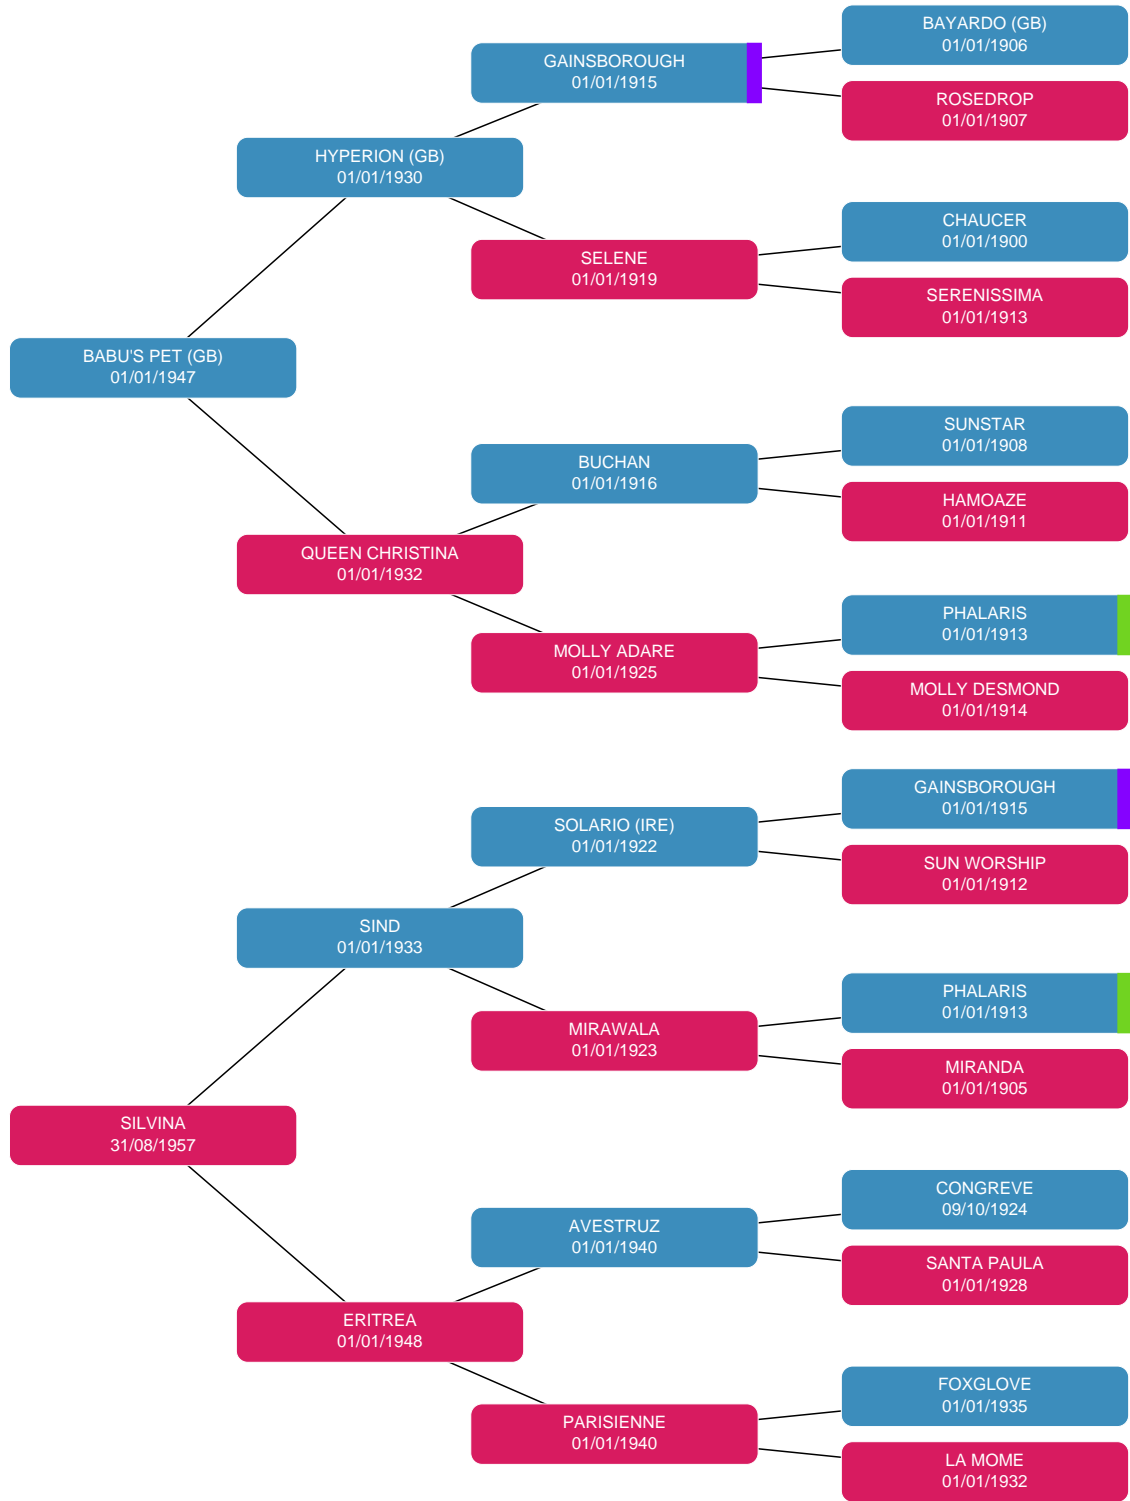 BAYARDO (GB)
01/01/1906
GAINSBOROUGH
01/01/1915
ROSEDROP
01/01/1907
HYPERION (GB)
01/01/1930
CHAUCER
01/01/1900
SELENE
01/01/1919
SERENISSIMA
01/01/1913
BABU'S PET (GB)
01/01/1947
SUNSTAR
01/01/1908
BUCHAN
01/01/1916
HAMOAZE
01/01/1911
QUEEN CHRISTINA
01/01/1932
PHALARIS
01/01/1913
MOLLY ADARE
01/01/1925
MOLLY DESMOND
01/01/1914
GAINSBOROUGH
01/01/1915
SOLARIO (IRE)
01/01/1922
SUN WORSHIP
01/01/1912
SIND
01/01/1933
PHALARIS
01/01/1913
MIRAWALA
01/01/1923
MIRANDA
01/01/1905
SILVINA
31/08/1957
CONGREVE
09/10/1924
AVESTRUZ
01/01/1940
SANTA PAULA
01/01/1928
ERITREA
01/01/1948
FOXGLOVE
01/01/1935
PARISIENNE
01/01/1940
LA MOME
01/01/1932